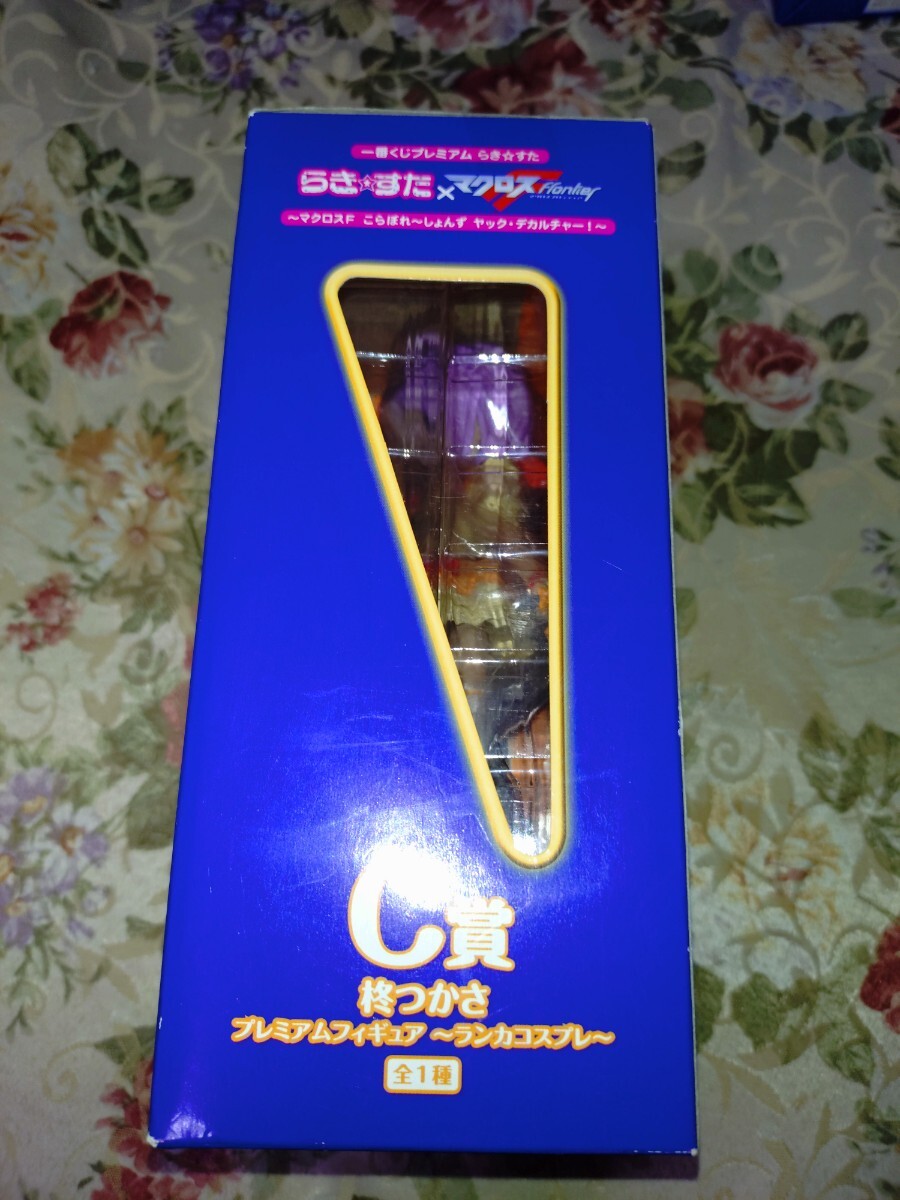 一番くじプレミアム らき☆すた
らき☆すた×マクロスFrontier
～マクロスF こらぼれ～しょんず ヤック・デカルチャー！～
C賞
柊つかさ
プレミアムフィギュア ～ランカコスプレ～
全1種